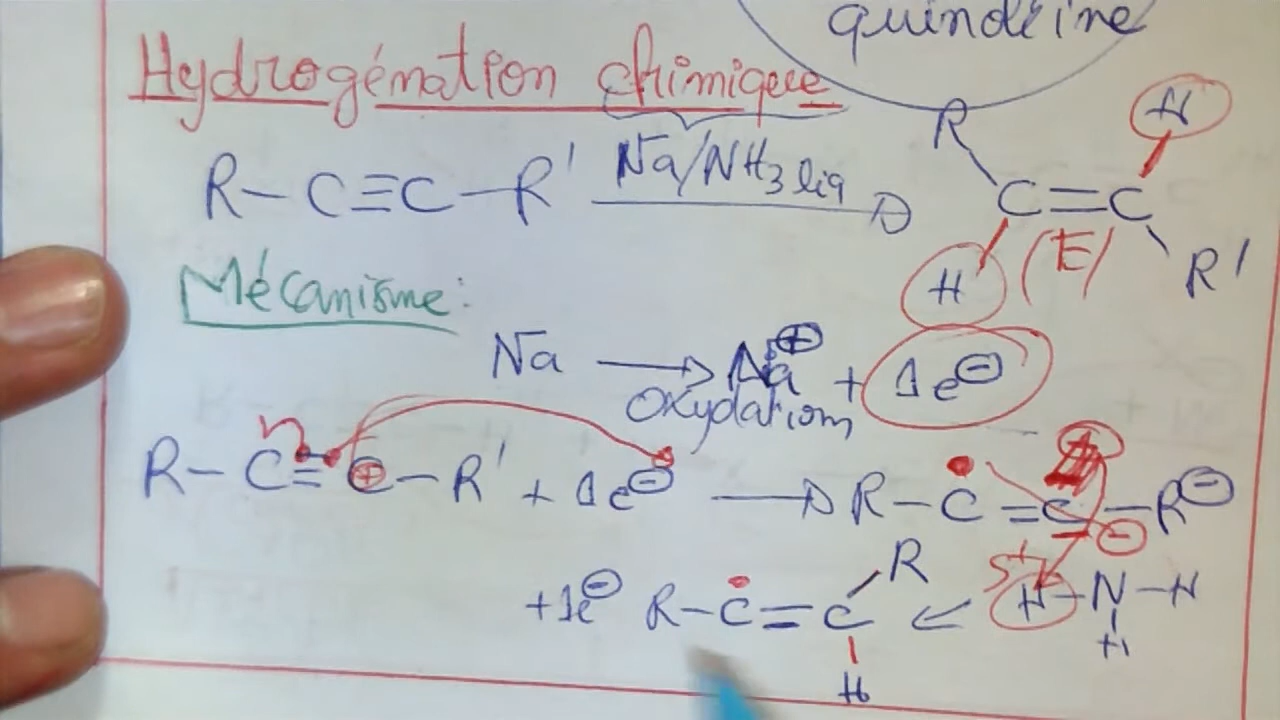 quinoléine
Hydrogénation chimique
R-C≡C-R' Na/NH3 liq → R H C=C H (E) R'
Mécanisme:
Na → Na⊕ + 1e⊖
Oxydation
R-C≡C-R' + 1e⊖ → R-C=C-R⊖
+1e⊖ R-C=C-R H ← δ+ H-N-H H